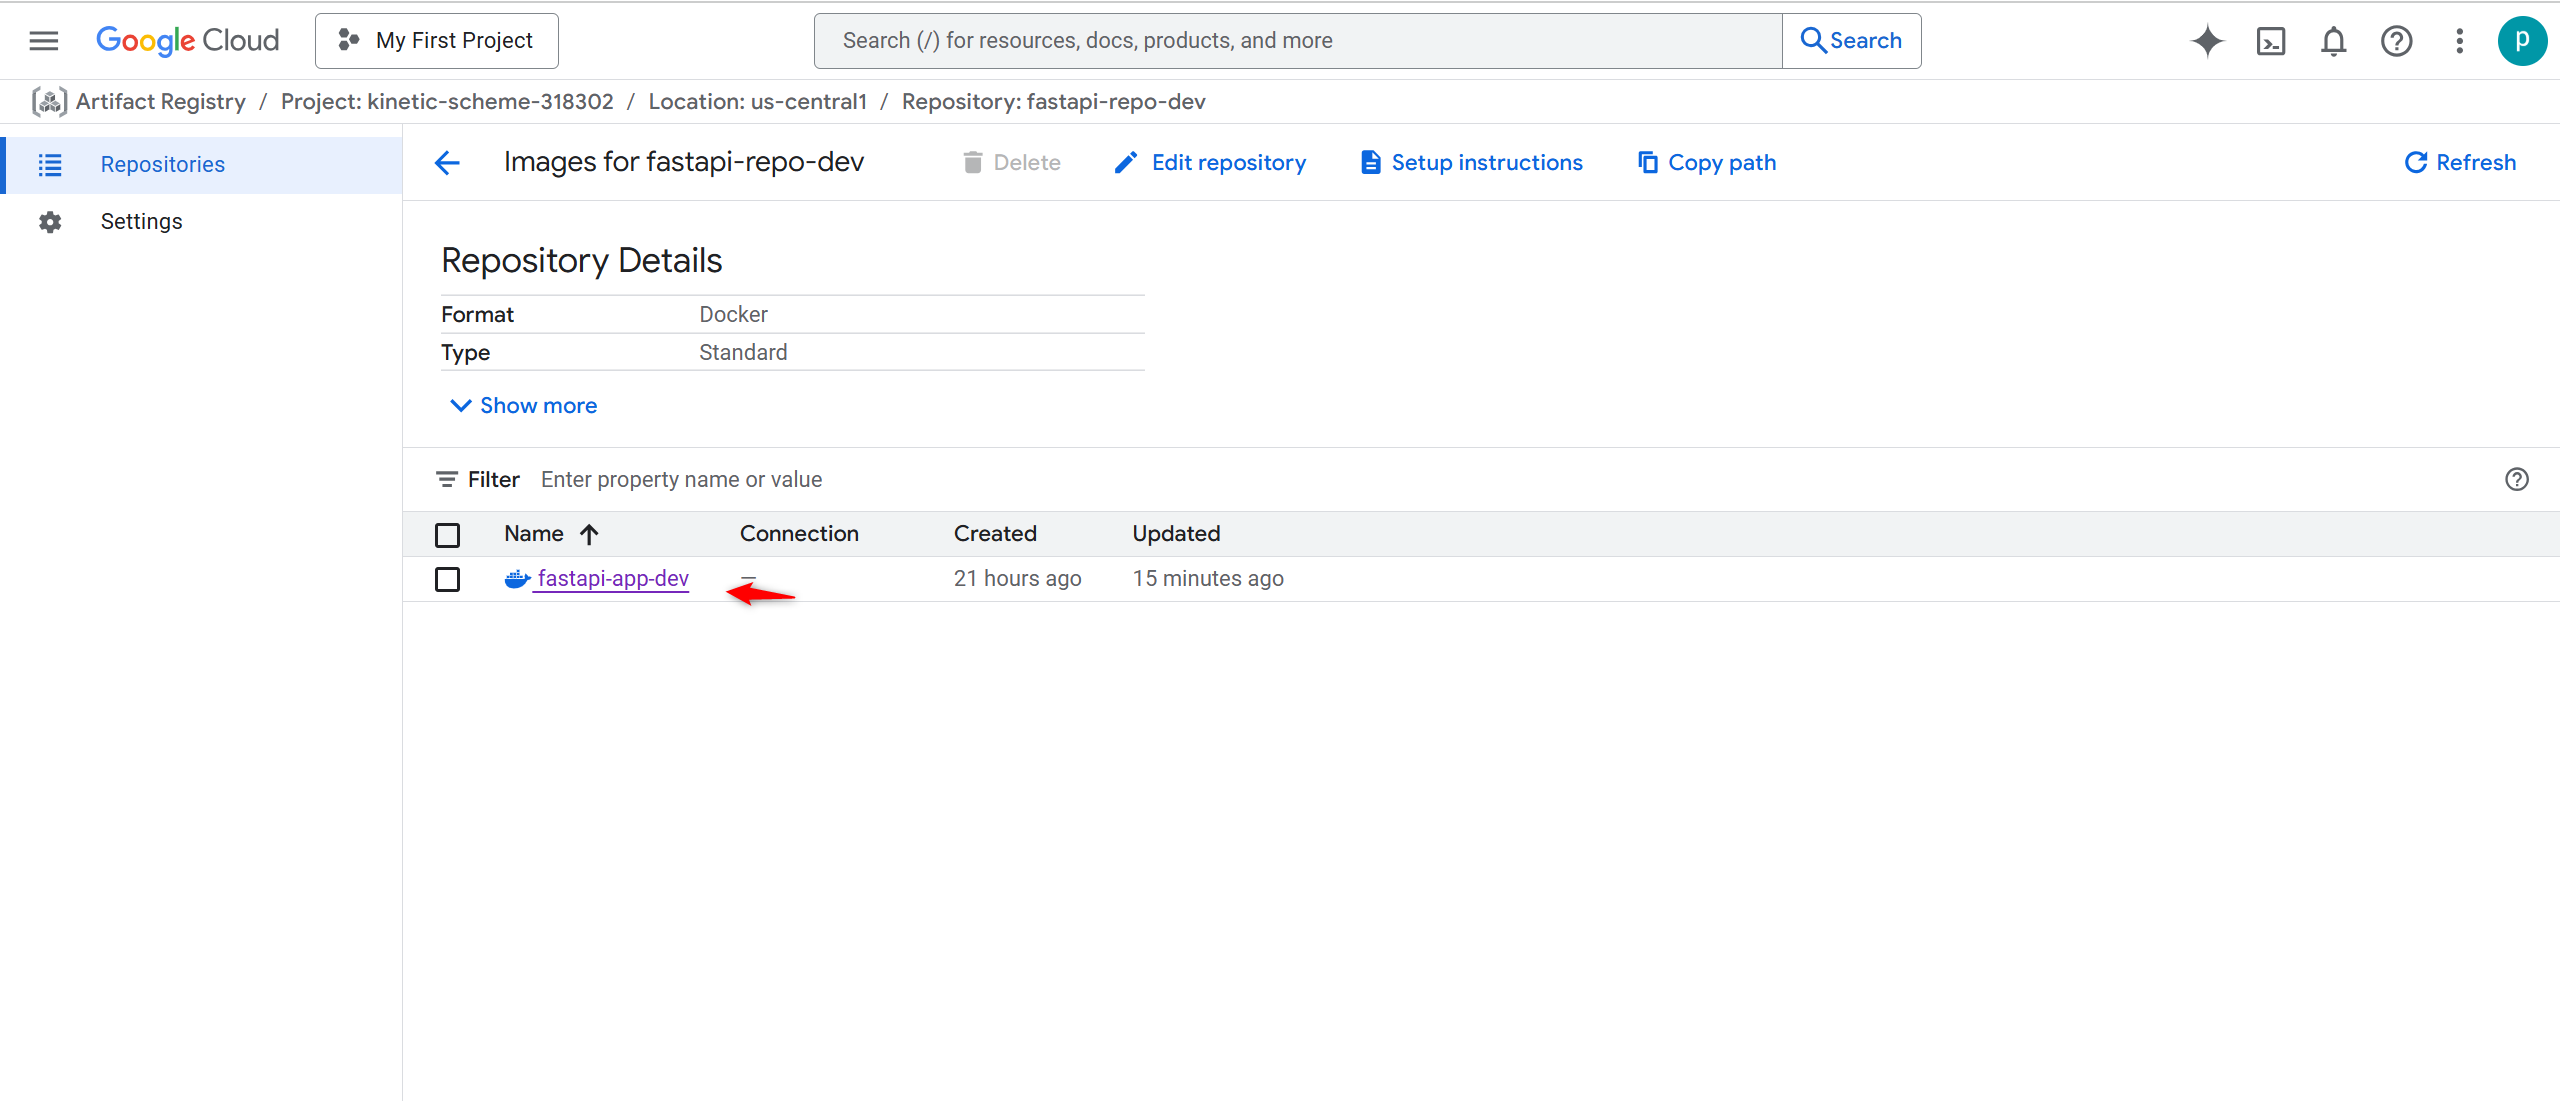 Google Cloud My First Project Search (/) for resources, docs, products, and more Search p
Artifact Registry / Project: kinetic-scheme-318302 / Location: us-central1 / Repository: fastapi-repo-dev
Repositories
Settings
Images for fastapi-repo-dev Delete Edit repository Setup instructions Copy path Refresh
Repository Details
Format Docker
Type Standard
Show more
Filter Enter property name or value
Name Connection Created Updated
fastapi-app-dev — 21 hours ago 15 minutes ago